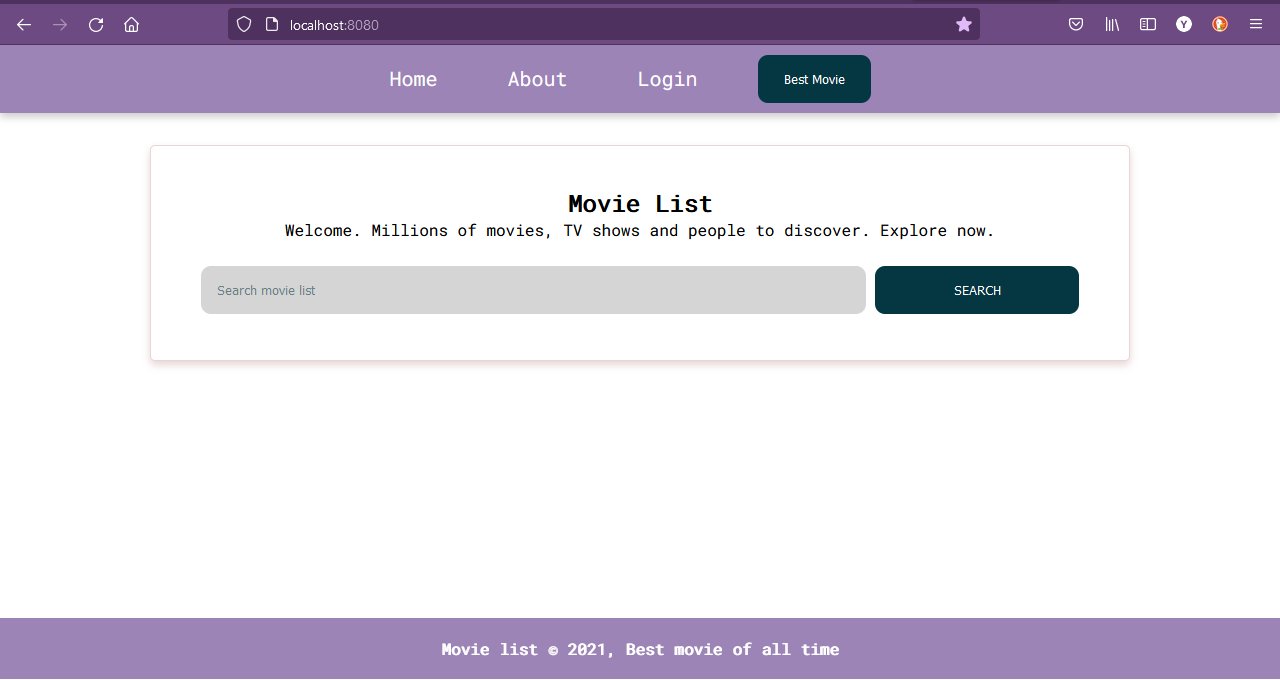 localhost:8080
Y
Home About Login Best Movie
Movie List
Welcome. Millions of movies, TV shows and people to discover. Explore now.
Search movie list SEARCH
Movie list © 2021, Best movie of all time